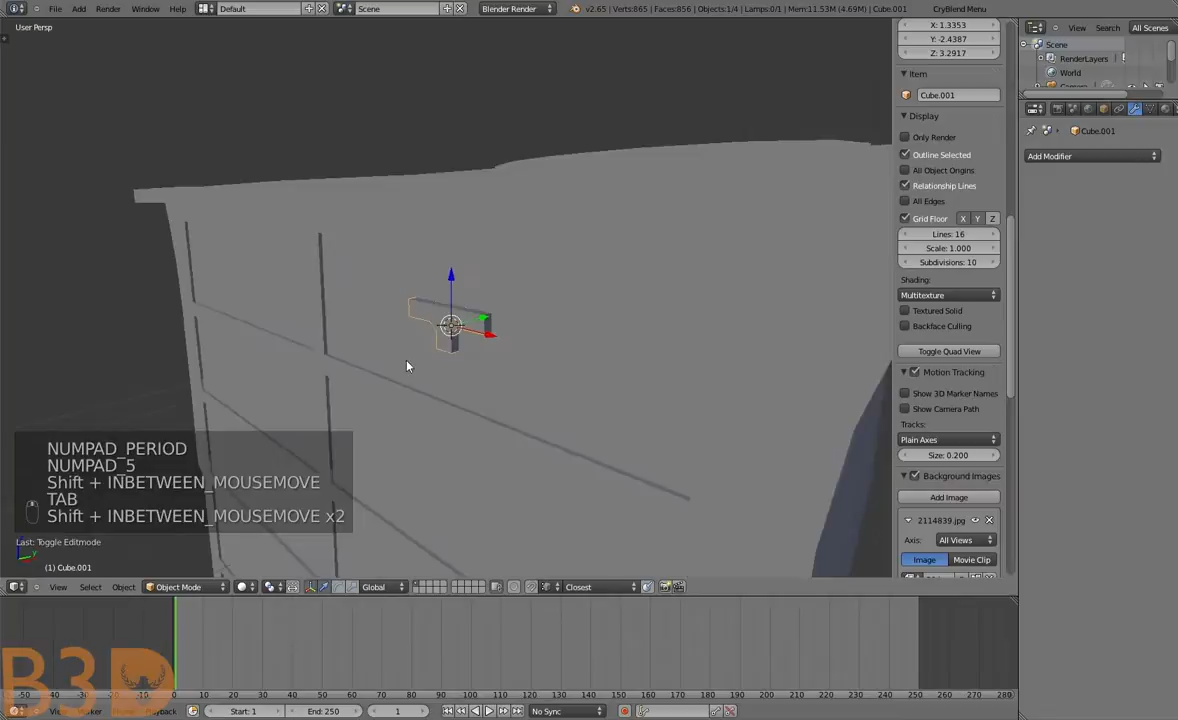 File Add Render Window Help Default Scene Blender Render v2.65 | Verts:865 | Faces:856 | Objects:1/4 | Lamps:0/1 | Mem:11.53M (4.69M) | Cube.001 CryBlend Menu
User Persp
X: 1.3353
Y: -2.4387
Z: 3.2917
Item
Cube.001
Display
Only Render
Outline Selected
All Object Origins
Relationship Lines
All Edges
Grid Floor X Y Z
Lines: 16
Scale: 1.000
Subdivisions: 10
Shading:
Multitexture
Textured Solid
Backface Culling
Toggle Quad View
Motion Tracking
Show 3D Marker Names
Show Camera Path
Tracks:
Plain Axes
Size: 0.200
Background Images
Add Image
2114839.jpg
Axis: All Views
Image Movie Clip
View Search All Scenes
Scene
RenderLayers
World
Cube.001
Add Modifier
NUMPAD_PERIOD
NUMPAD_5
Shift + INBETWEEN_MOUSEMOVE
TAB
Shift + INBETWEEN_MOUSEMOVE x2
Last: Toggle Editmode
(1) Cube.001
View Select Object Object Mode Global Closest
-50 -40 -30 -20 -10 0 10 20 30 40 50 60 70 80 90 100 110 120 130 140 150 160 170 180 190 200 210 220 230 240 250 260 270 280
Playback Start: 1 End: 250 1 No Sync
B3D